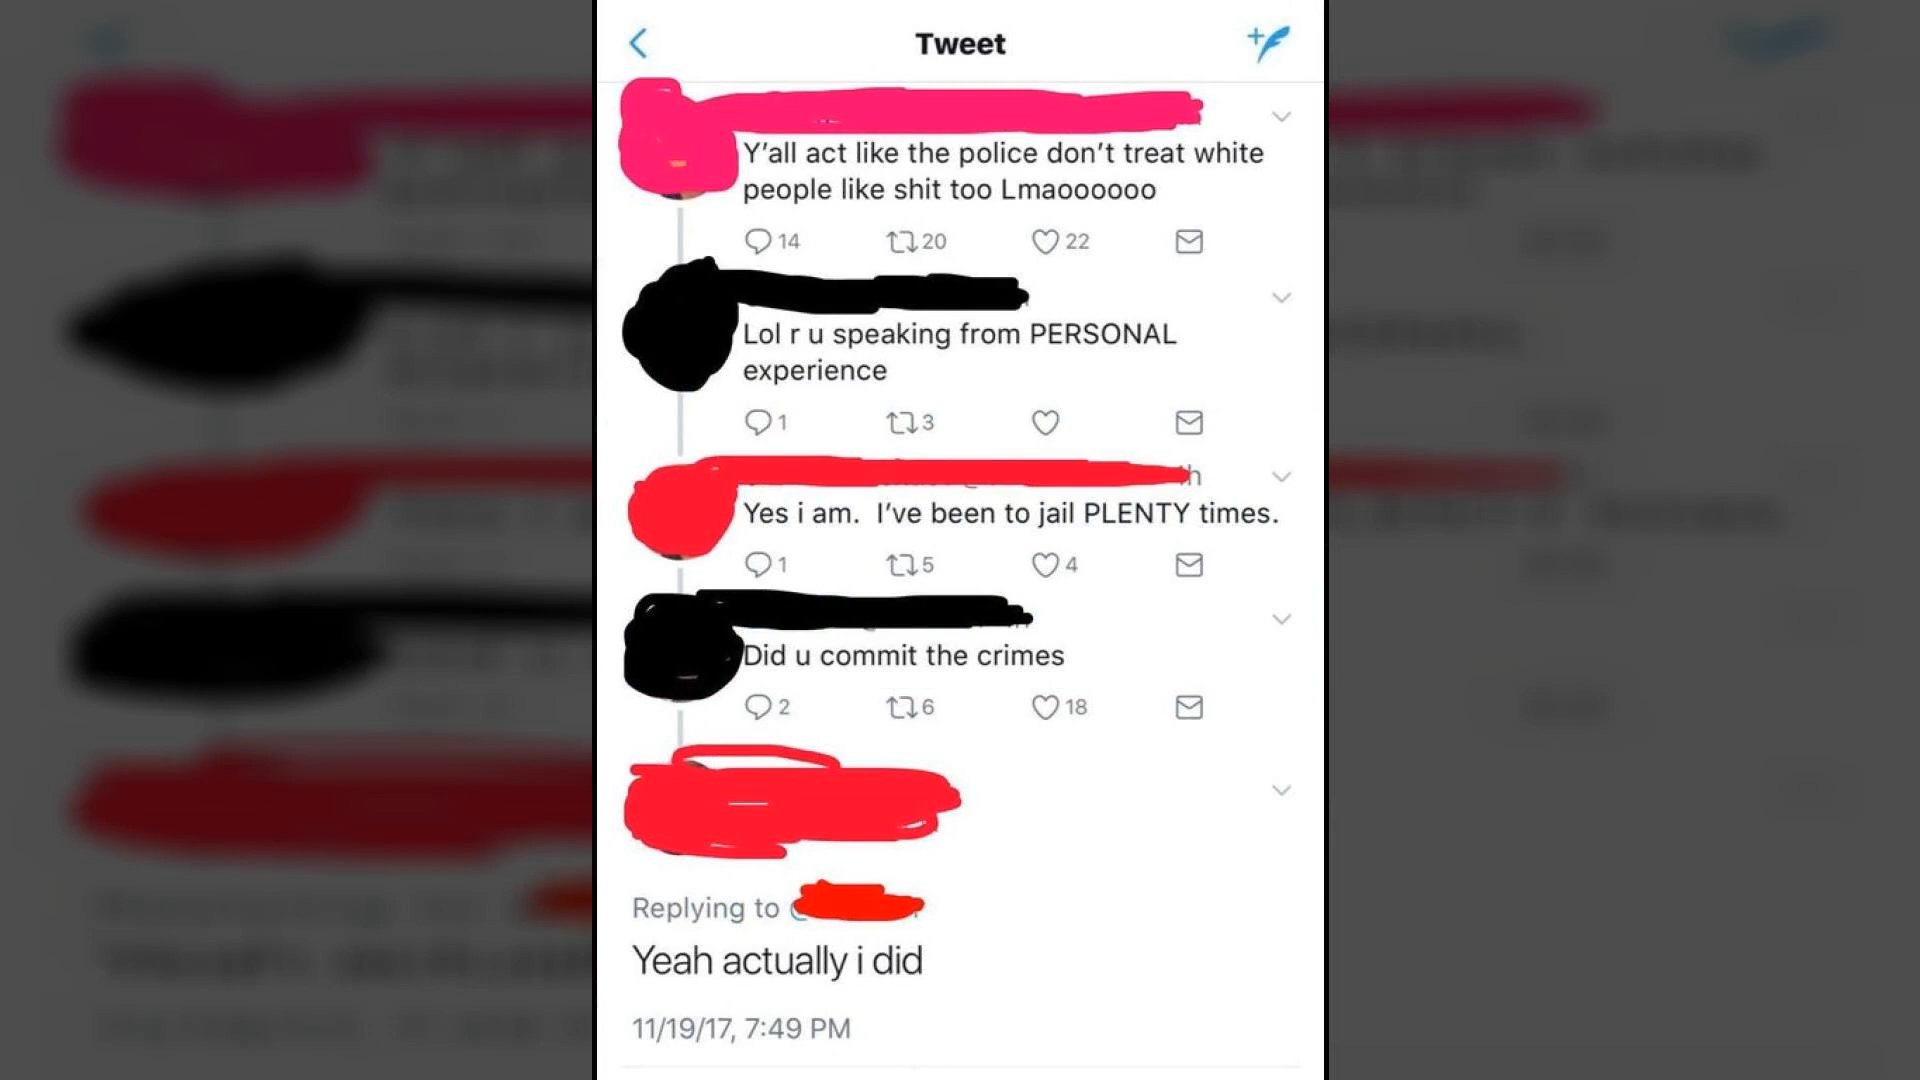 Tweet
Y’all act like the police don’t treat white
people like shit too Lmaoooooo
14 20 22
Lol r u speaking from PERSONAL
experience
1 3
Yes i am.  I’ve been to jail PLENTY times.
1 5 4
Did u commit the crimes
2 6 18
Replying to
Yeah actually i did
11/19/17, 7:49 PM